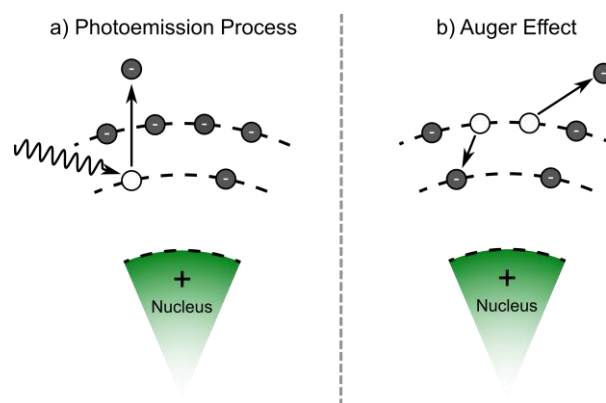 a) Photoemission Process
b) Auger Effect
-
- - - -
-
+
Nucleus
-
- -
- -
+
Nucleus